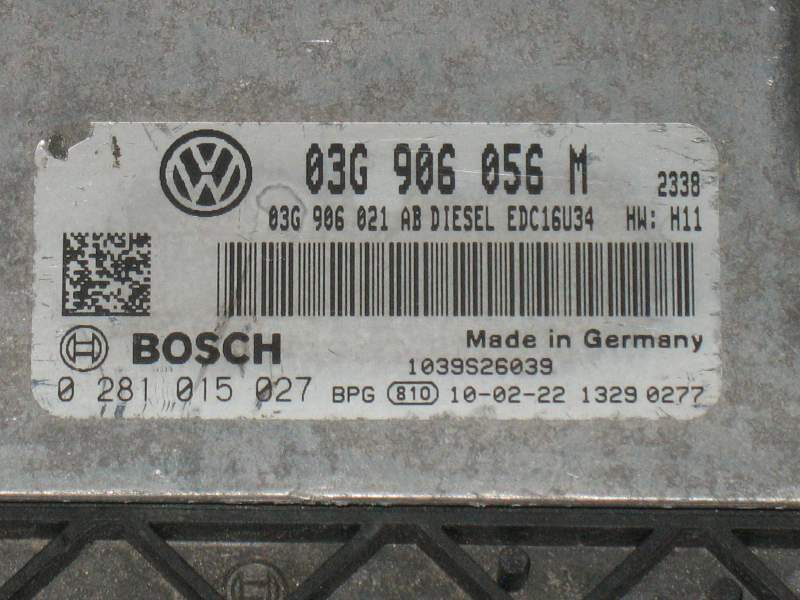 03G 906 056 M 2338
03G 906 021 AB DIESEL EDC16U34 HW: H11
BOSCH Made in Germany
1039S26039
0 281 015 027 BPG 810 10-02-22 1329 0277